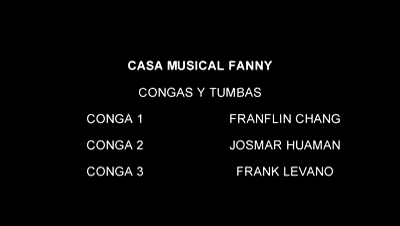 CASA MUSICAL FANNY
CONGAS Y TUMBAS
CONGA 1 FRANFLIN CHANG
CONGA 2 JOSMAR HUAMAN
CONGA 3 FRANK LEVANO